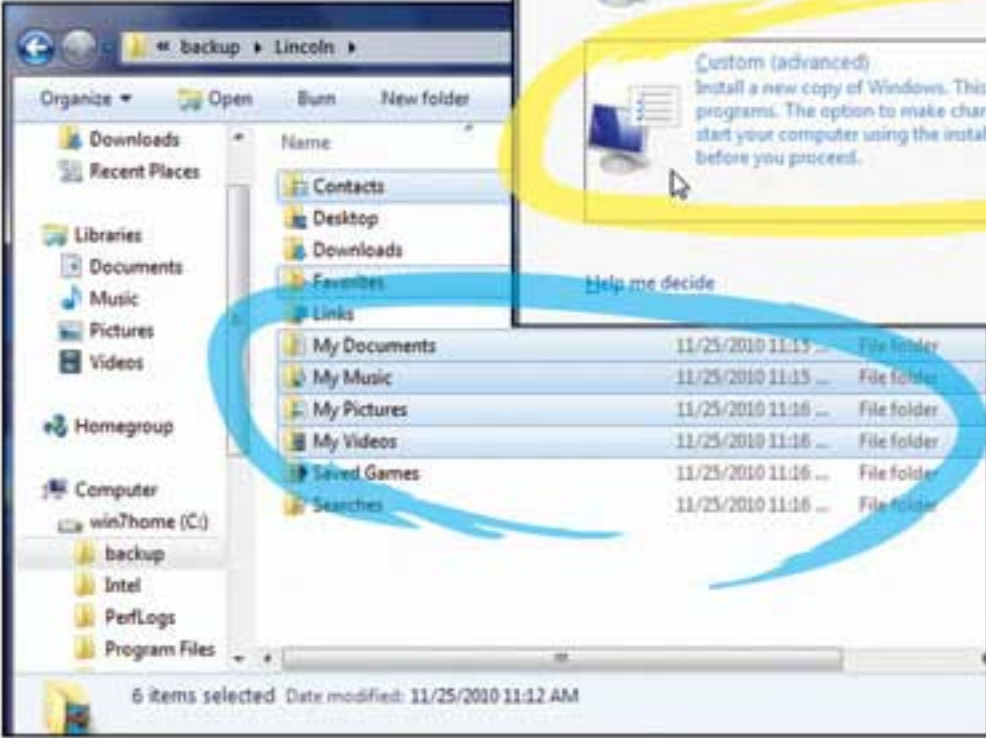 « backup ▸ Lincoln ▸
Organize Open Burn New folder
Downloads
Recent Places
Libraries
Documents
Music
Pictures
Videos
Homegroup
Computer
win7home (C:)
backup
Intel
PerfLogs
Program Files
Name
Contacts
Desktop
Downloads
Favorites
Links
My Documents 11/25/2010 11:15 ... File folder
My Music 11/25/2010 11:15 ... File folder
My Pictures 11/25/2010 11:16 ... File folder
My Videos 11/25/2010 11:16 ... File folder
Saved Games 11/25/2010 11:16 ... File folder
Searches 11/25/2010 11:16 ... File folder
6 items selected Date modified: 11/25/2010 11:12 AM
Custom (advanced)
Install a new copy of Windows. This
programs. The option to make
start your computer using the
before you proceed.
Help me decide